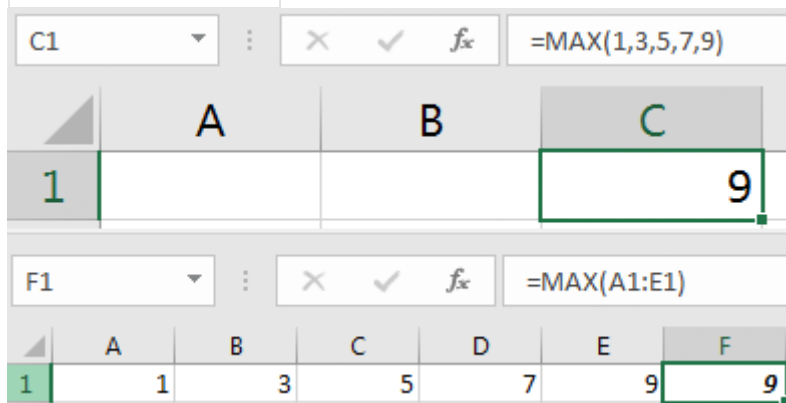 C1 fx =MAX(1,3,5,7,9)
A B C
1 9
F1 fx =MAX(A1:E1)
A B C D E F
1 1 3 5 7 9 9